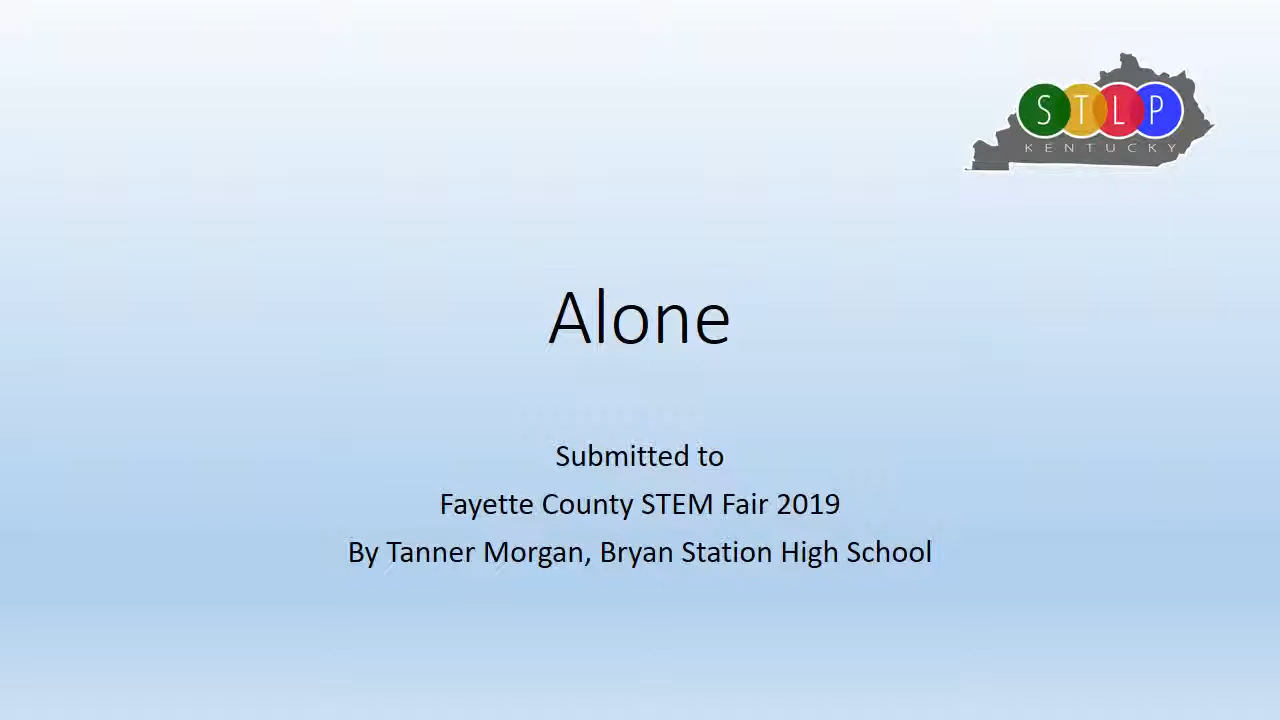 STLP
KENTUCKY
Alone
Submitted to
Fayette County STEM Fair 2019
By Tanner Morgan, Bryan Station High School